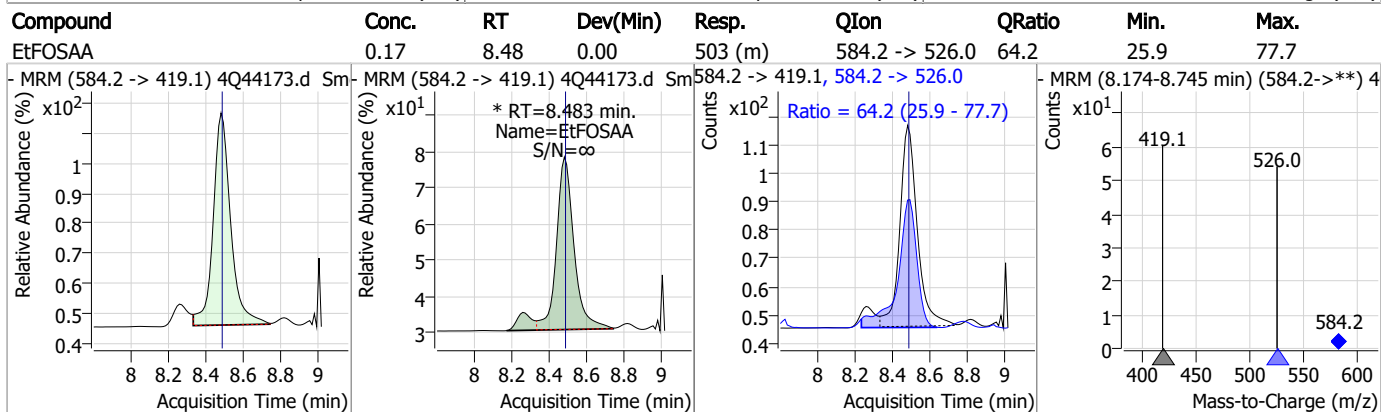 Compound Conc. RT Dev(Min) Resp. QIon QRatio Min. Max.
EtFOSAA 0.17 8.48 0.00 503 (m) 584.2 -> 526.0 64.2 25.9 77.7
- MRM (584.2 -> 419.1) 4Q44173.d Sm
x10²
1
0.9
0.8
0.7
0.6
0.5
0.4
Relative Abundance (%)
8 8.2 8.4 8.6 8.8 9
Acquisition Time (min)
- MRM (584.2 -> 419.1) 4Q44173.d Sm
x10¹
* RT=8.483 min.
Name=EtFOSAA
S/N=∞
8
7
6
5
4
3
Relative Abundance (%)
8 8.2 8.4 8.6 8.8 9
Acquisition Time (min)
584.2 -> 419.1, 584.2 -> 526.0
x10²
Ratio = 64.2 (25.9 - 77.7)
1.1
1
0.9
0.8
0.7
0.6
0.5
0.4
Counts
8 8.2 8.4 8.6 8.8 9
Acquisition Time (min)
- MRM (8.174-8.745 min) (584.2->**) 4
x10¹
419.1
526.0
584.2
6
5
4
3
2
1
0
Counts
400 450 500 550 600
Mass-to-Charge (m/z)